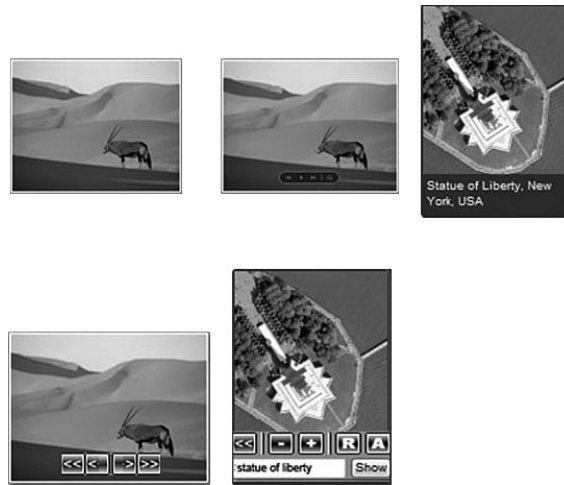 Statue of Liberty, New
York, USA
<< <- -> >>
<< - + R A
statue of liberty Show